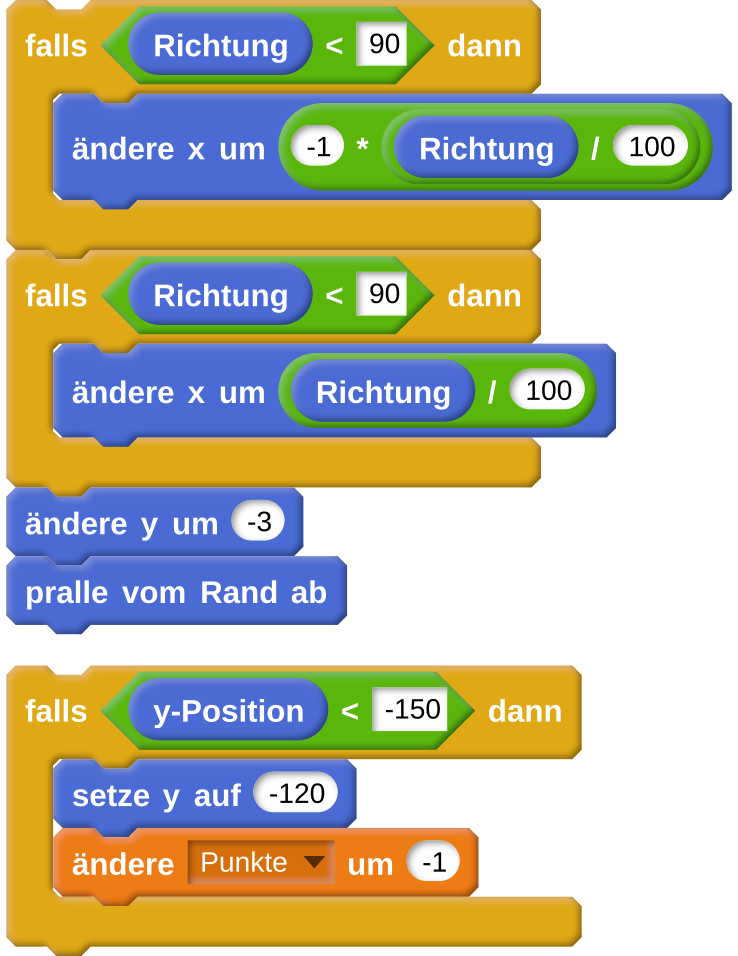 falls Richtung < 90 dann
ändere x um -1 * Richtung / 100
falls Richtung < 90 dann
ändere x um Richtung / 100
ändere y um -3
pralle vom Rand ab
falls y-Position < -150 dann
setze y auf -120
ändere Punkte um -1